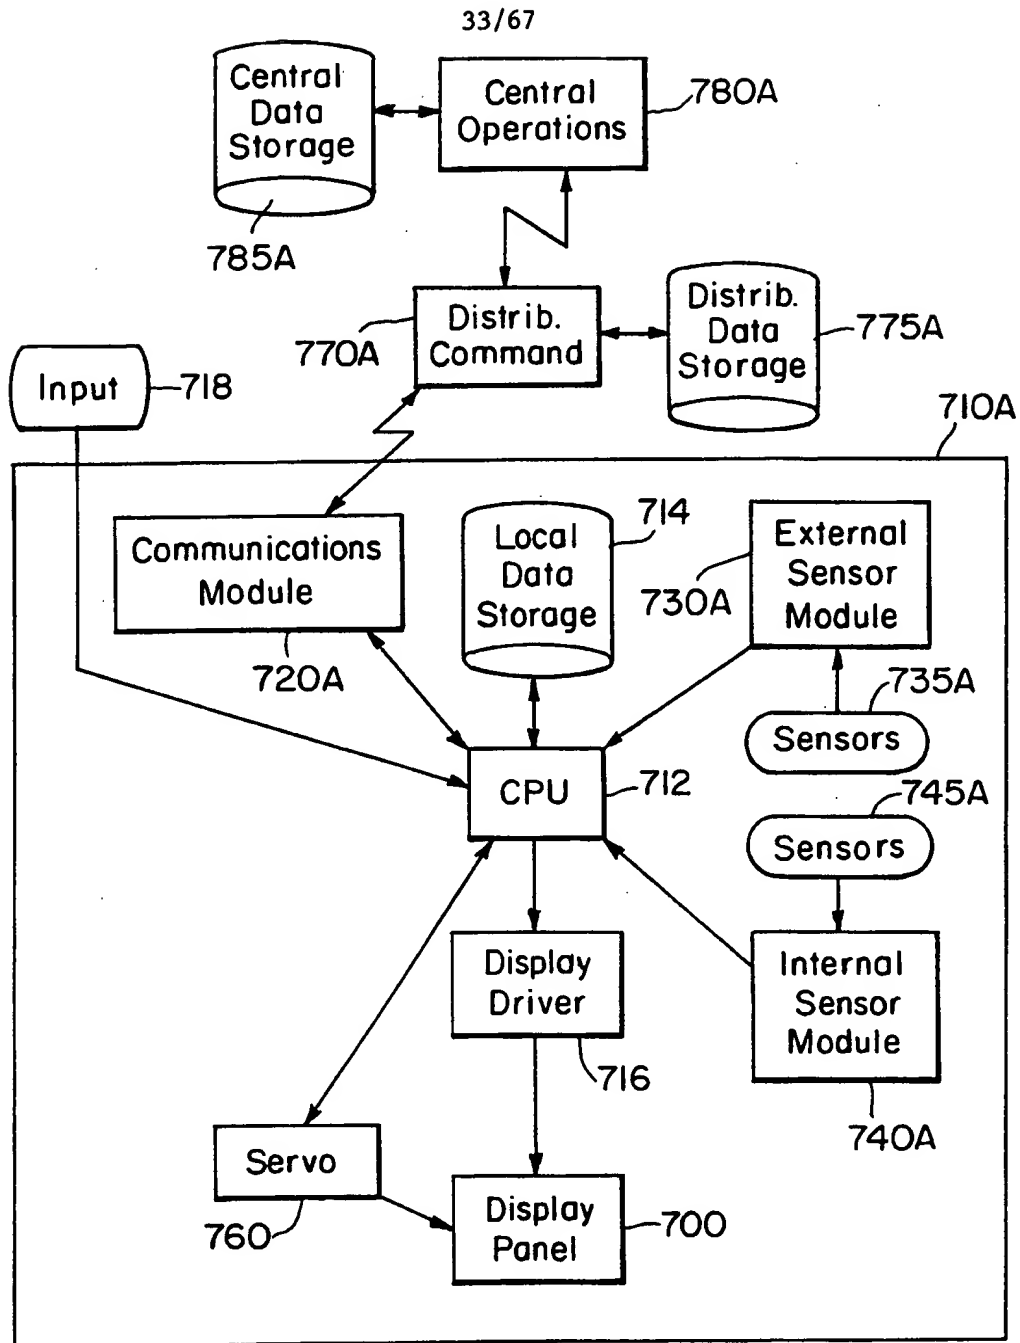 33/67
Central
Data
Storage
785A
Central
Operations
780A
Distrib.
Command
770A
Distrib.
Data
Storage
775A
Input
718
710A
Communications
Module
720A
Local
Data
Storage
714
External
Sensor
Module
730A
735A
Sensors
CPU
712
745A
Sensors
Display
Driver
716
Internal
Sensor
Module
740A
Servo
760
Display
Panel
700